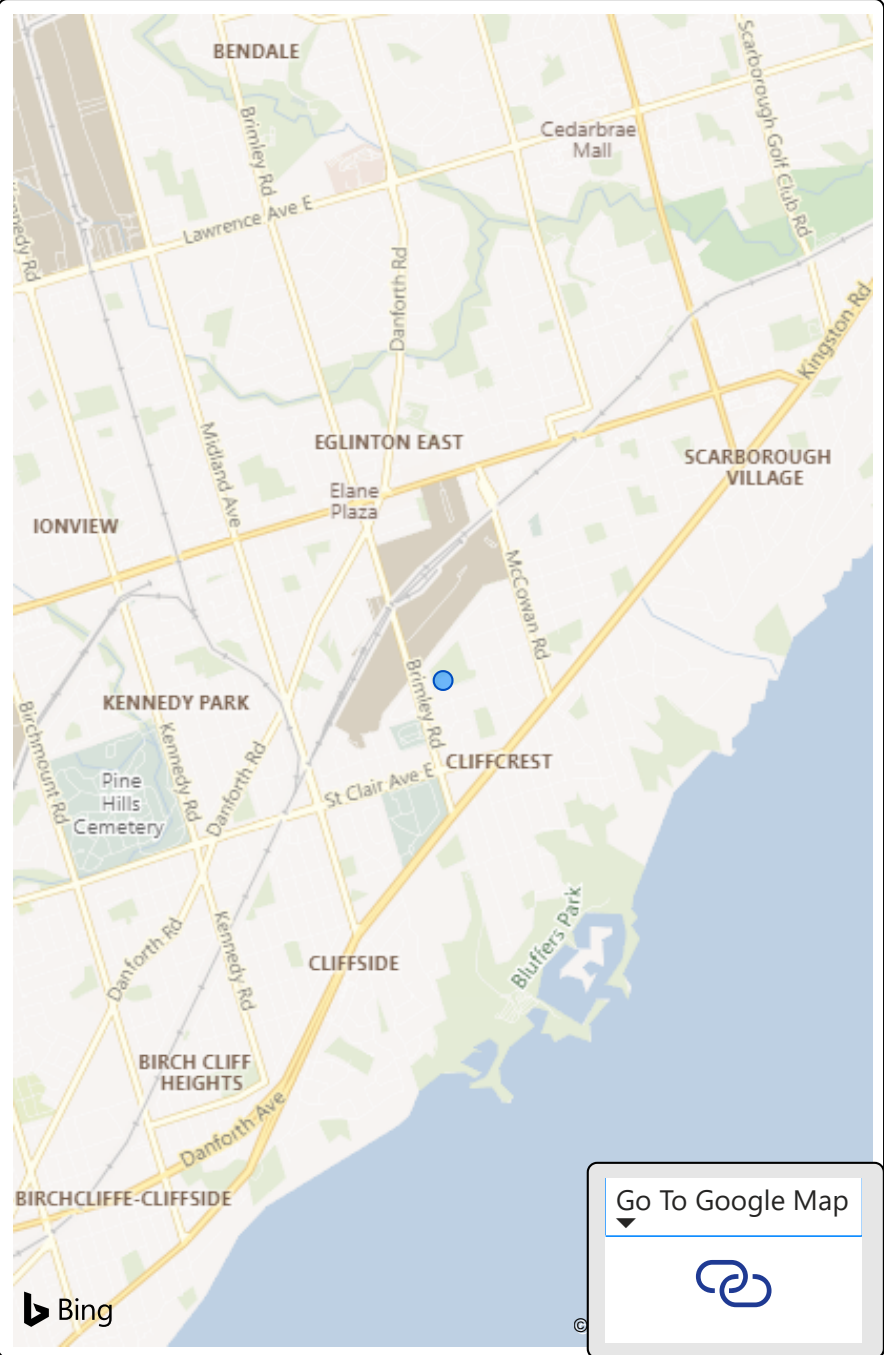 BENDALE
Scarborough Golf Club Rd
Cedarbrae
Mall
Brimley Rd
Lawrence Ave E
Danforth Rd
Kingston Rd
EGLINTON EAST
Midland Ave
SCARBOROUGH
VILLAGE
Elane
Plaza
IONVIEW
McCowan Rd
Brimley Rd
KENNEDY PARK
Birchmount Rd
Kennedy Rd
Danforth Rd
CLIFFCREST
St Clair Ave E
Pine
Hills
Cemetery
Bluffers Park
Danforth Rd
Kennedy Rd
CLIFFSIDE
BIRCH CLIFF
HEIGHTS
Danforth Ave
BIRCHCLIFFE-CLIFFSIDE
Go To Google Map
Bing
©